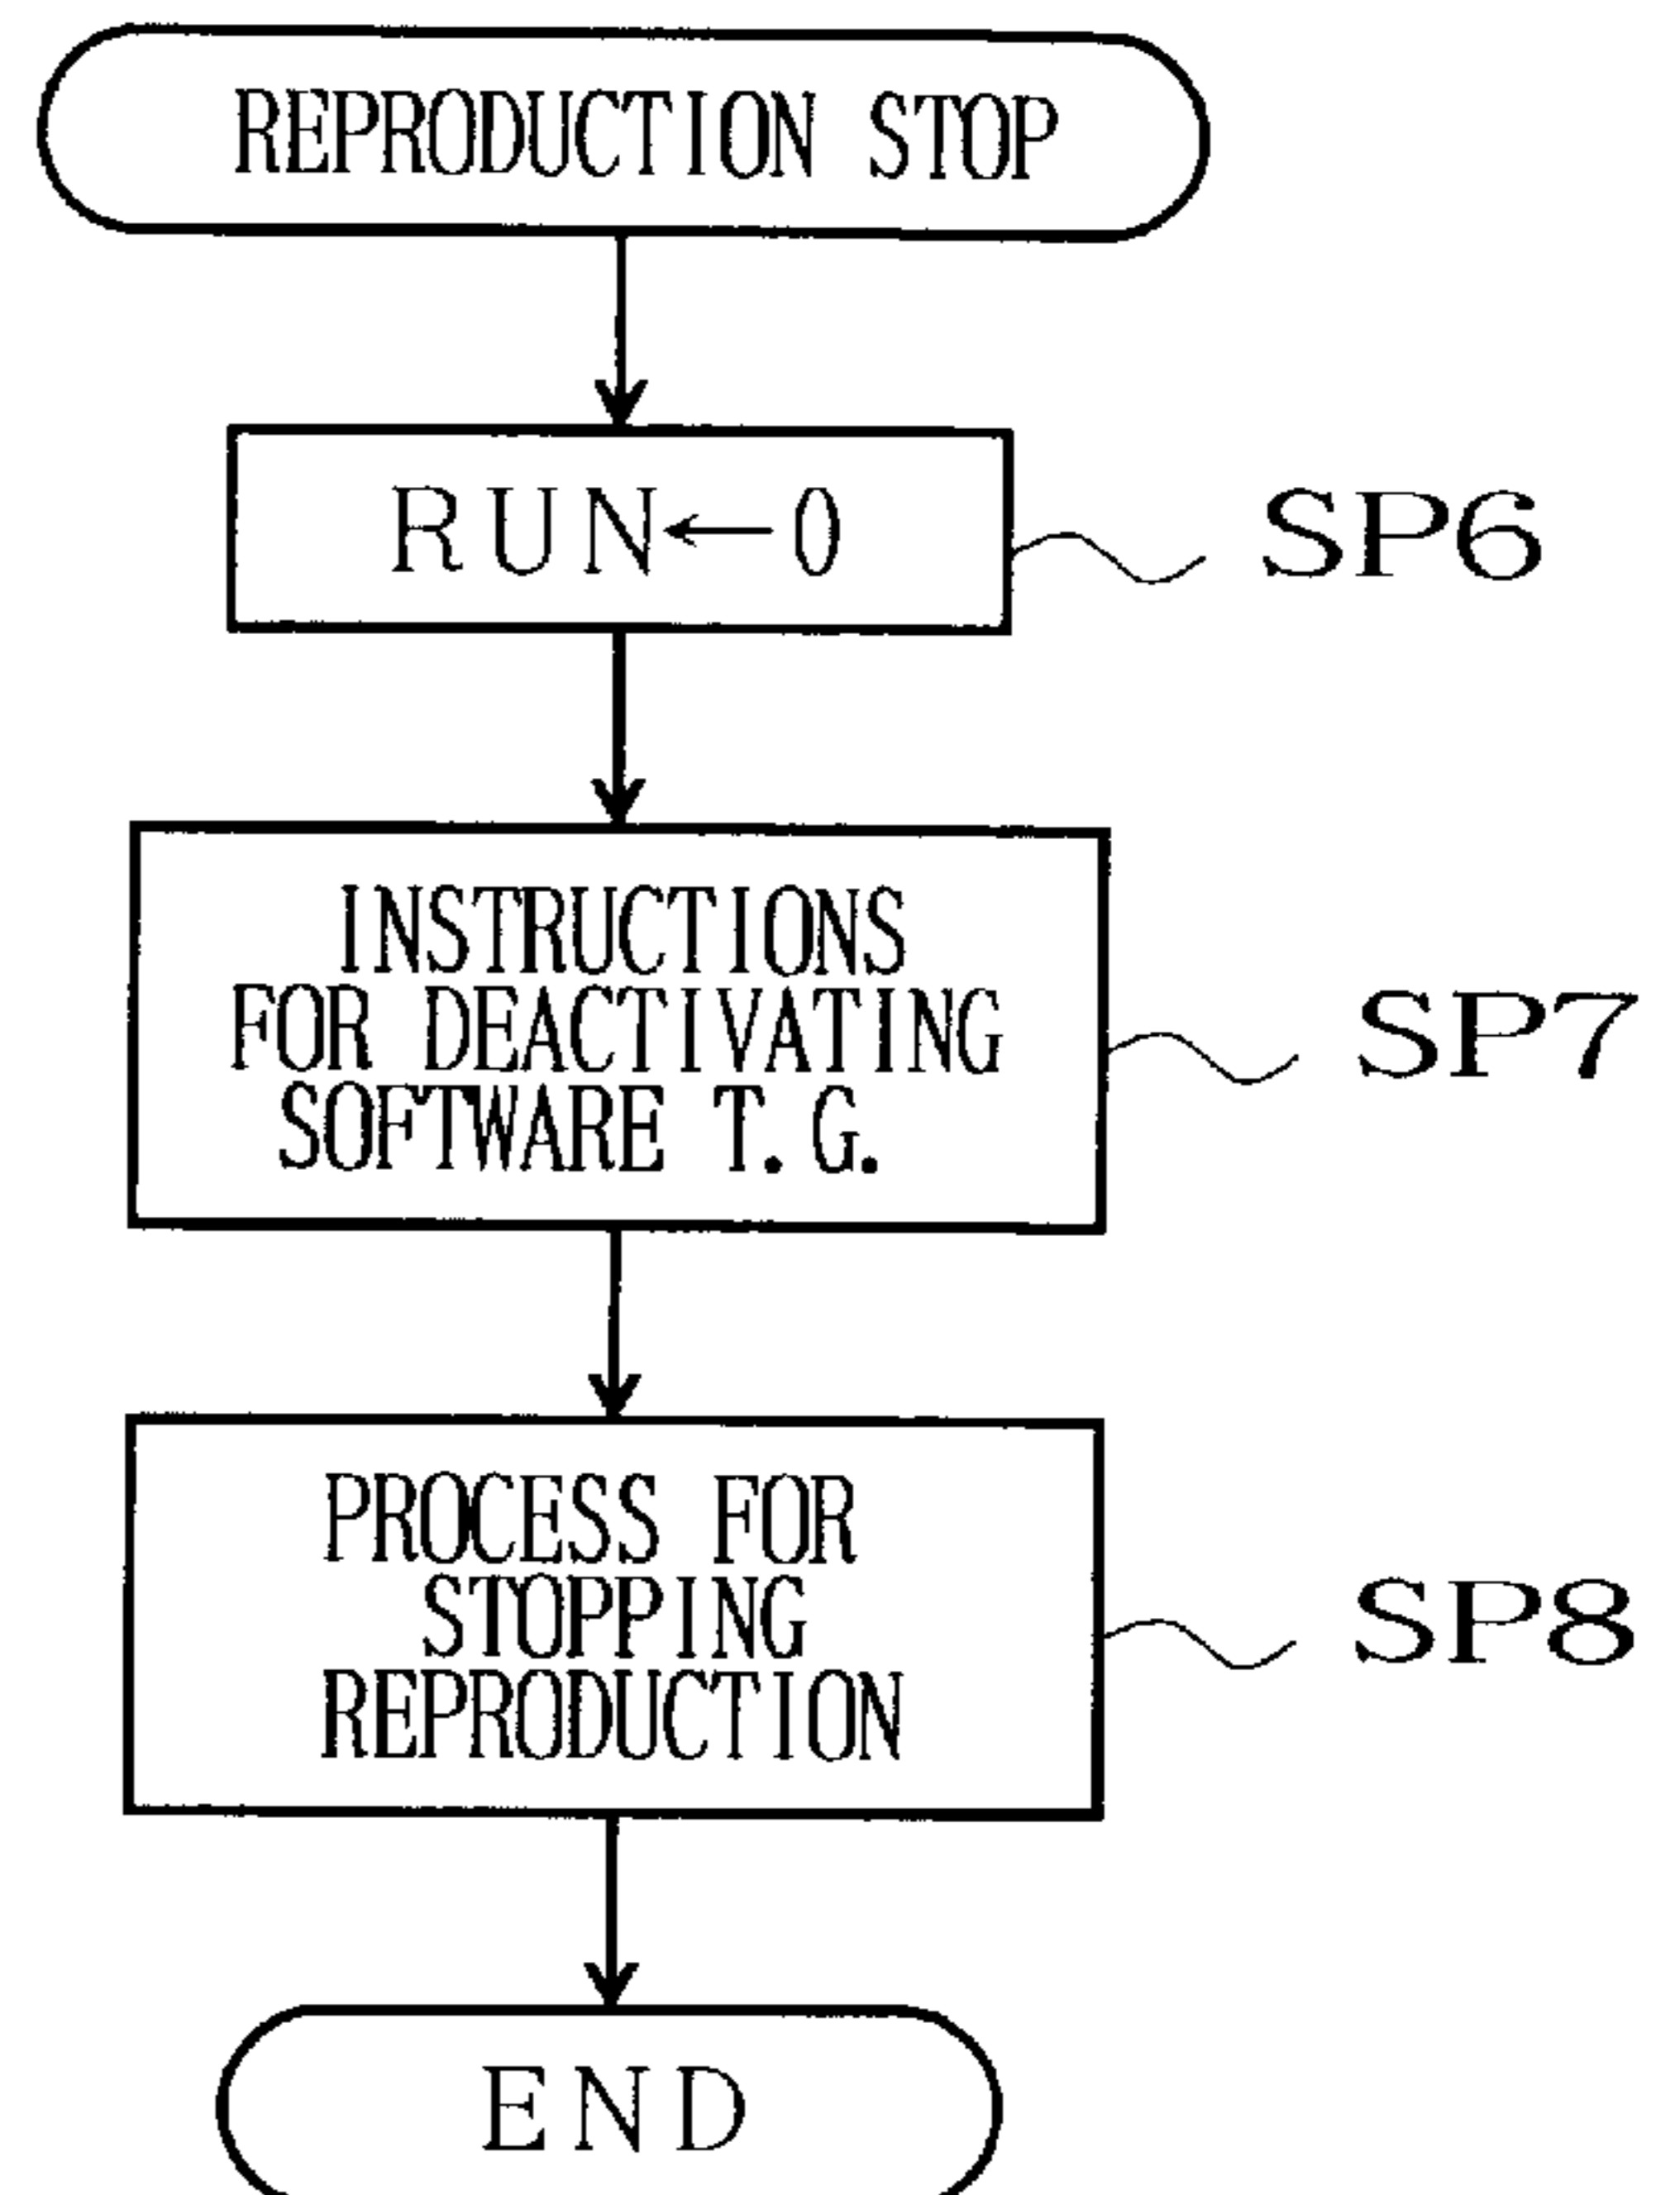 REPRODUCTION STOP
RUN←0
SP6
INSTRUCTIONS
FOR DEACTIVATING
SOFTWARE T.G.
SP7
PROCESS FOR
STOPPING
REPRODUCTION
SP8
END